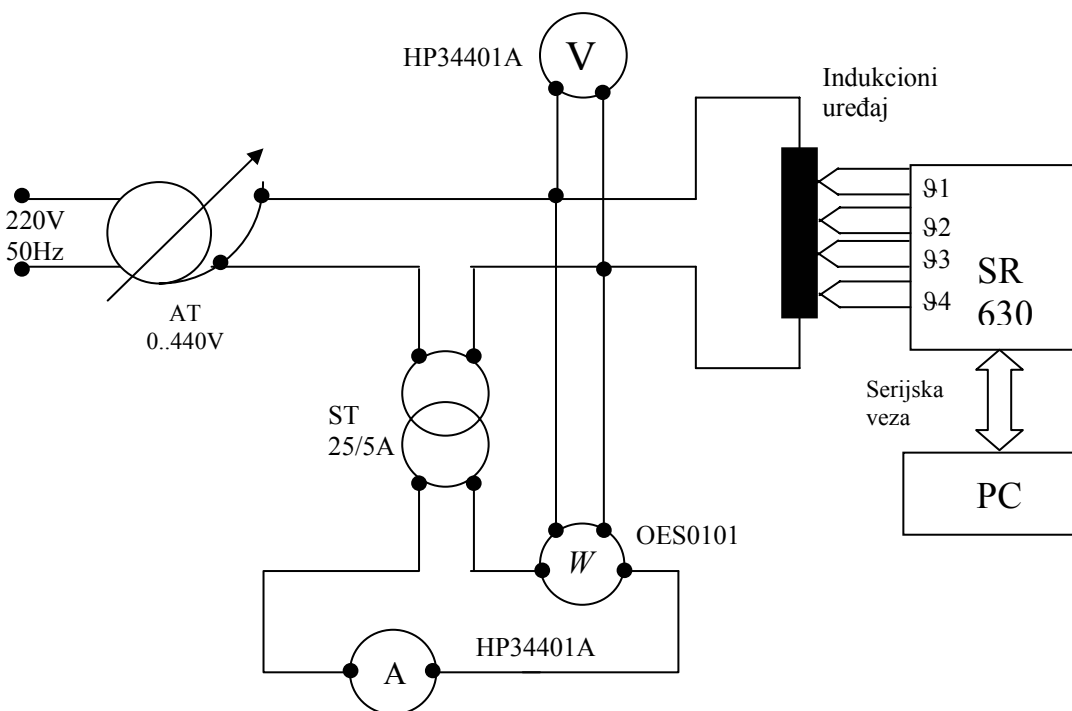 HP34401A
V
Indukcioni
uređaj
220V
50Hz
AT
0..440V
ϑ1
ϑ2
ϑ3
ϑ4
SR
630
ST
25/5A
Serijska
veza
PC
W
OES0101
A
HP34401A